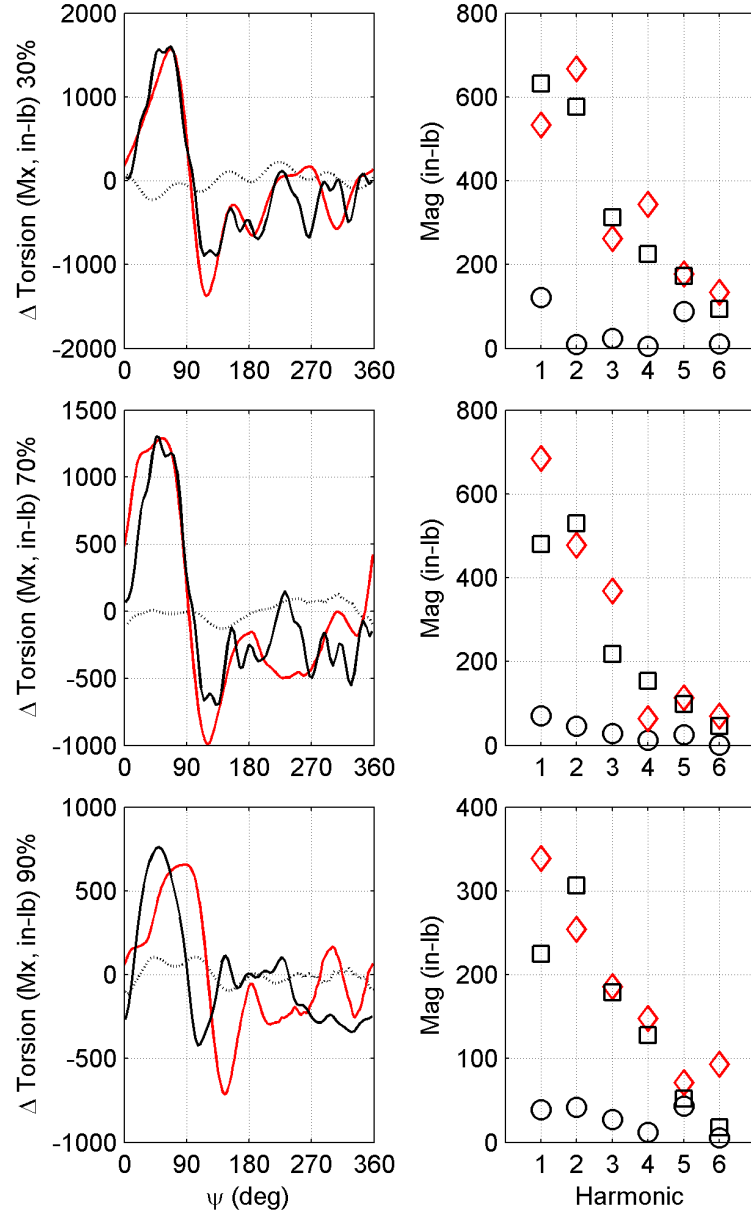 Δ Torsion (Mx, in-lb) 30%
2000
1000
0
-1000
-2000
0 90 180 270 360
Mag (in-lb)
800
600
400
200
0
1 2 3 4 5 6
Δ Torsion (Mx, in-lb) 70%
1500
1000
500
0
-500
-1000
0 90 180 270 360
Mag (in-lb)
800
600
400
200
0
1 2 3 4 5 6
Δ Torsion (Mx, in-lb) 90%
1000
500
0
-500
-1000
0 90 180 270 360
ψ (deg)
Mag (in-lb)
400
300
200
100
0
1 2 3 4 5 6
Harmonic